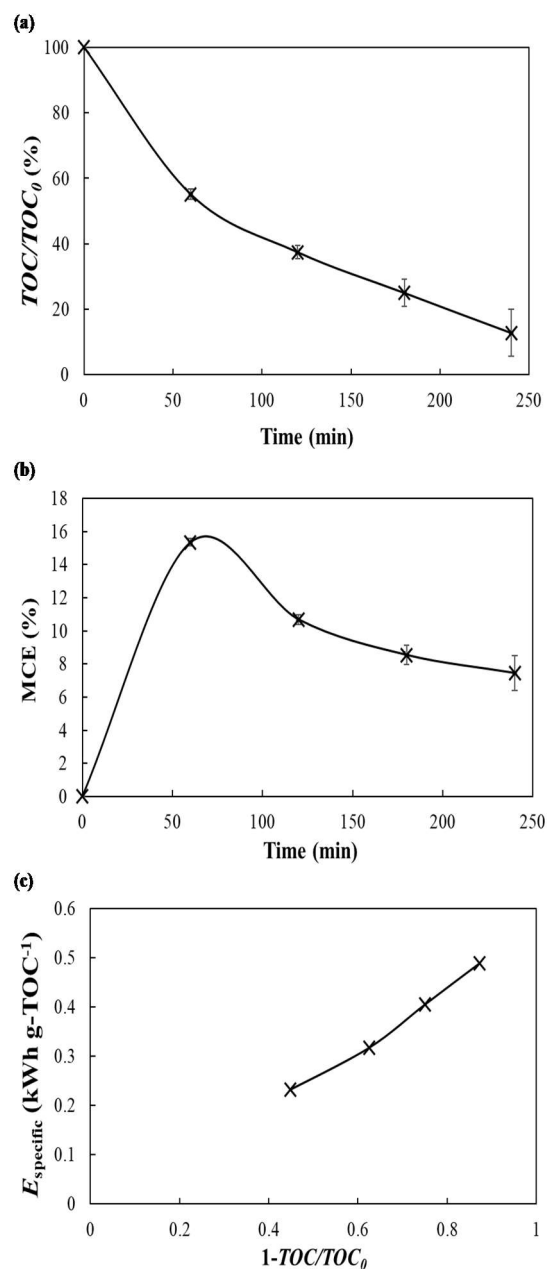 (a)
100
80
60
40
20
0
TOC/TOC₀ (%)
0 50 100 150 200 250
Time (min)
(b)
18
16
14
12
10
8
6
4
2
0
MCE (%)
0 50 100 150 200 250
Time (min)
(c)
0.6
0.5
0.4
0.3
0.2
0.1
0
E specific (kWh g-TOC⁻¹)
0 0.2 0.4 0.6 0.8 1
1-TOC/TOC₀